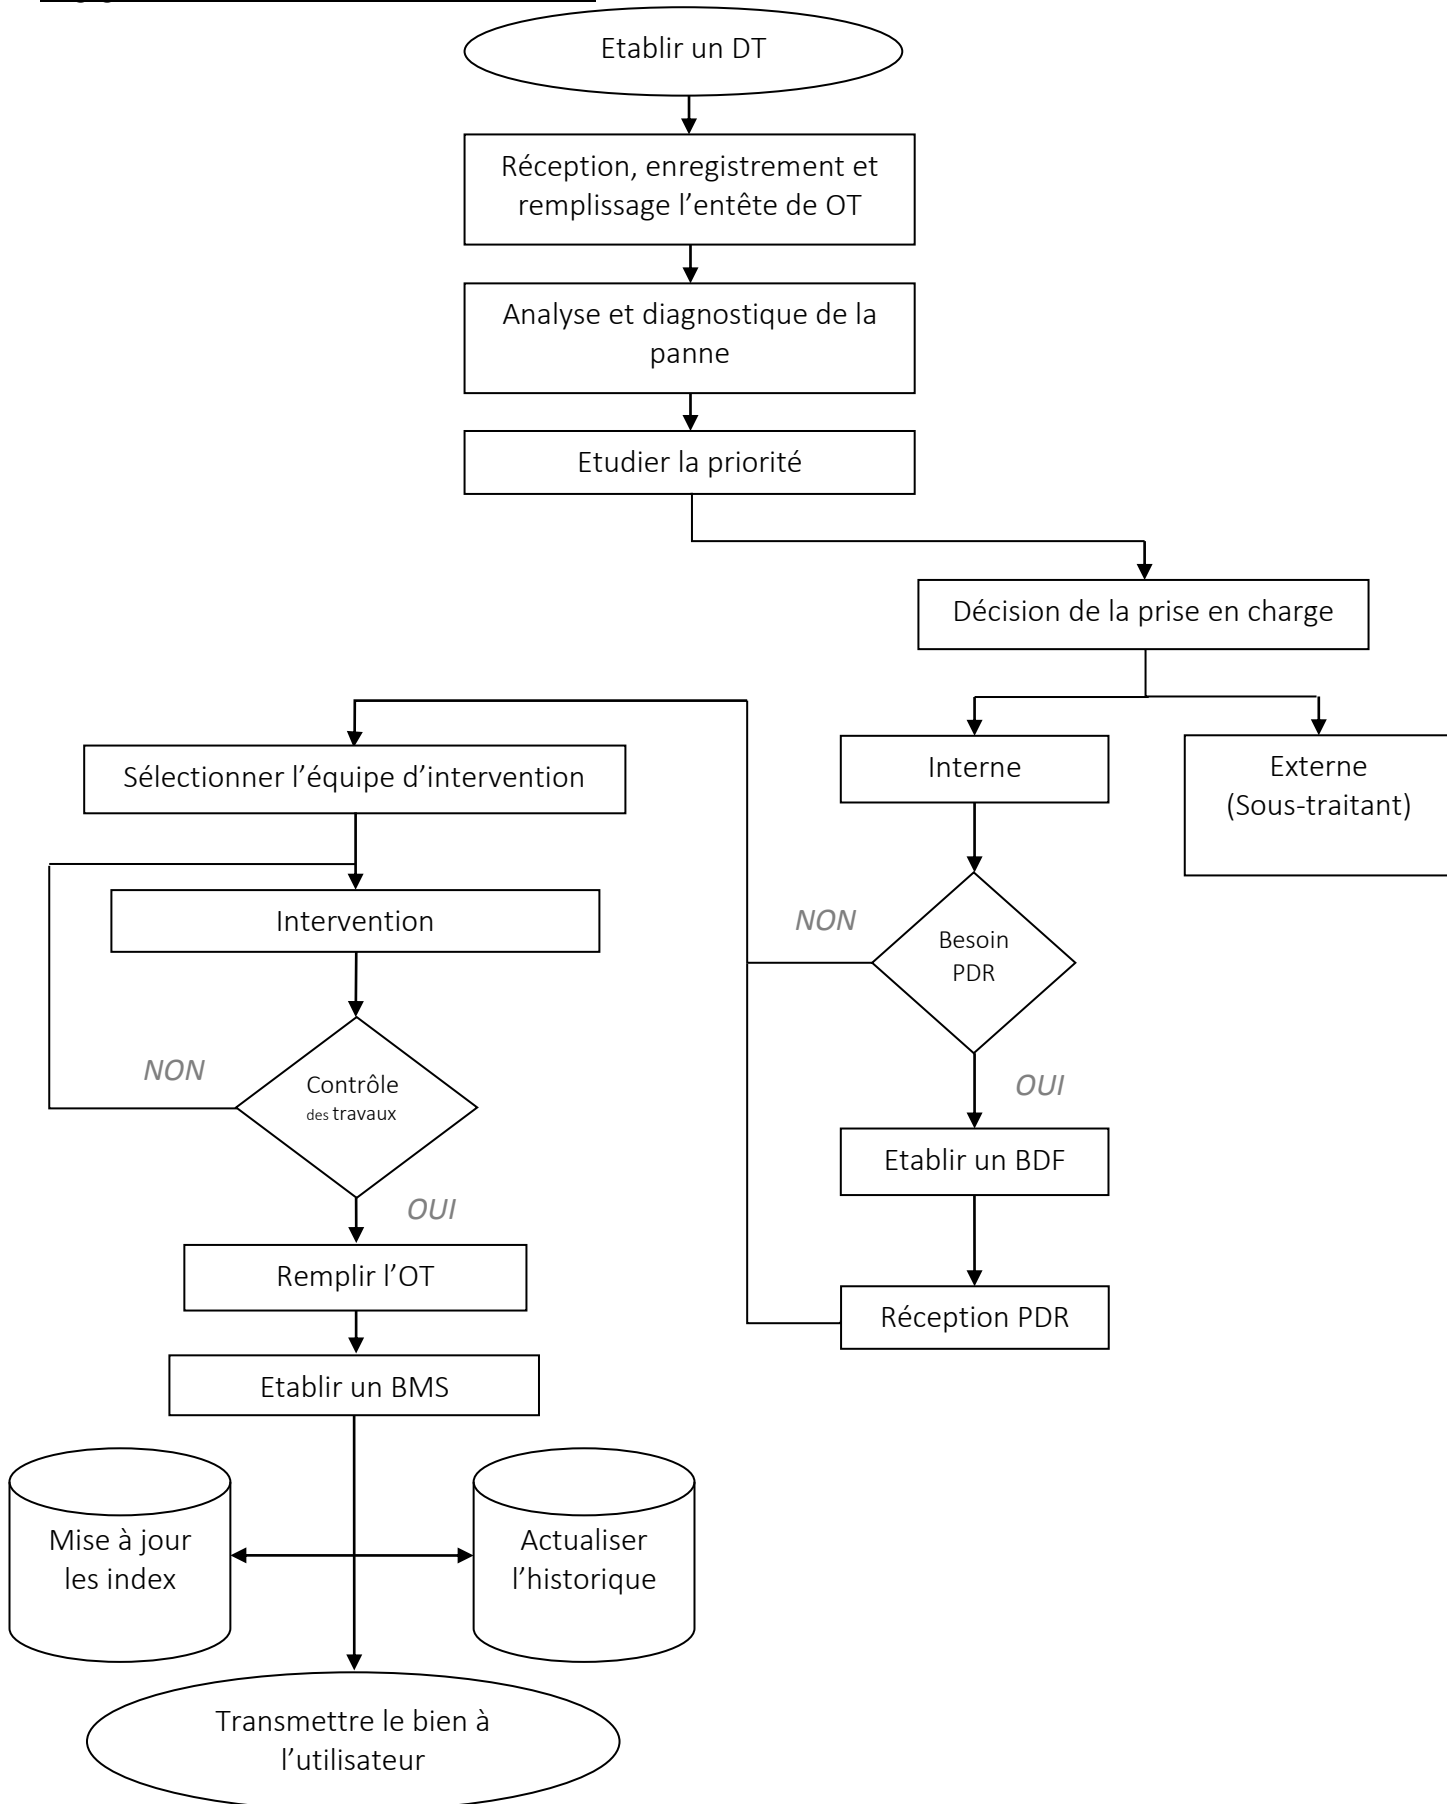 Etablir un DT
Réception, enregistrement et
remplissage l’entête de OT
Analyse et diagnostique de la
panne
Etudier la priorité
Décision de la prise en charge
Sélectionner l’équipe d’intervention
Interne
Externe
(Sous-traitant)
Intervention
NON
Besoin
PDR
NON
Contrôle
des travaux
OUI
Etablir un BDF
OUI
Remplir l’OT
Réception PDR
Etablir un BMS
Mise à jour
les index
Actualiser
l’historique
Transmettre le bien à
l’utilisateur